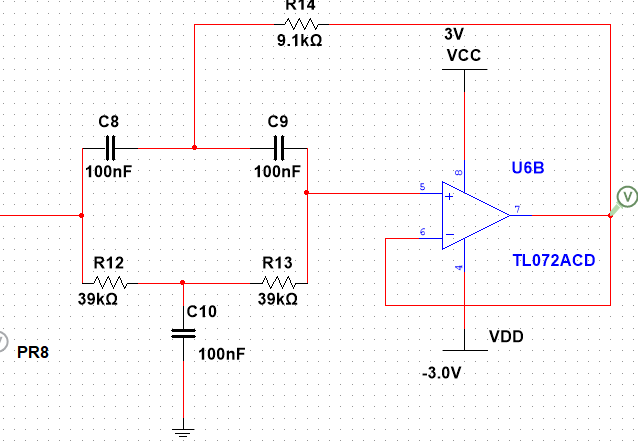 R14
9.1kΩ
3V
VCC
C8
C9
100nF
100nF
8
U6B
5
+
V
7
6
−
4
TL072ACD
R12
R13
39kΩ
39kΩ
C10
VDD
PR8
100nF
-3.0V